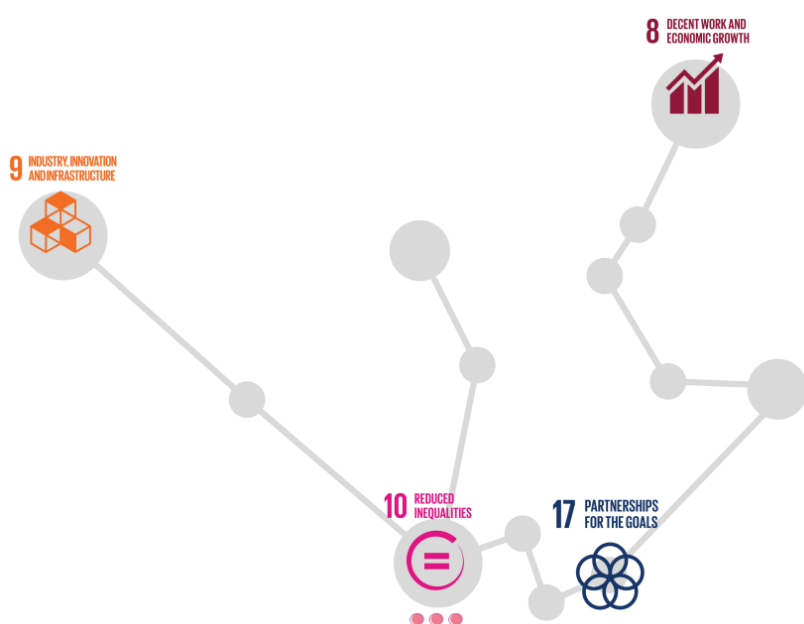 8 DECENT WORK AND
ECONOMIC GROWTH
9 INDUSTRY, INNOVATION
AND INFRASTRUCTURE
10 REDUCED
INEQUALITIES
17 PARTNERSHIPS
FOR THE GOALS